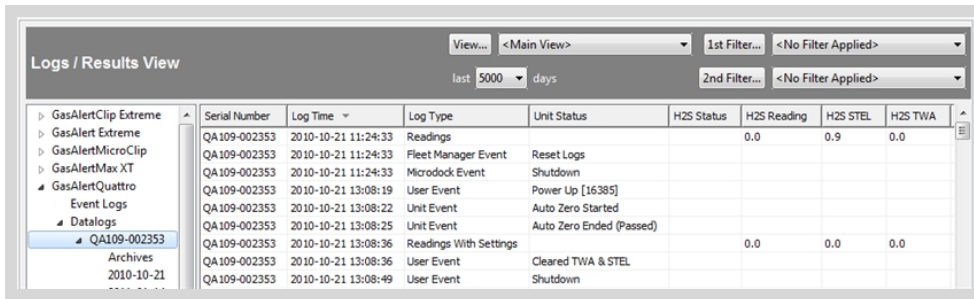 View... <Main View> 1st Filter... <No Filter Applied>
Logs / Results View
last 5000 days 2nd Filter... <No Filter Applied>
GasAlertClip Extreme
GasAlert Extreme
GasAlertMicroClip
GasAlertMax XT
GasAlertQuattro
Event Logs
Datalogs
QA109-002353
Archives
2010-10-21
Serial Number Log Time Log Type Unit Status H2S Status H2S Reading H2S STEL H2S TWA
QA109-002353 2010-10-21 11:24:33 Readings 0.0 0.9 0.0
QA109-002353 2010-10-21 11:24:33 Fleet Manager Event Reset Logs
QA109-002353 2010-10-21 11:24:33 Microdock Event Shutdown
QA109-002353 2010-10-21 13:08:19 User Event Power Up [16385]
QA109-002353 2010-10-21 13:08:22 Unit Event Auto Zero Started
QA109-002353 2010-10-21 13:08:25 Unit Event Auto Zero Ended (Passed)
QA109-002353 2010-10-21 13:08:36 Readings With Settings 0.0 0.0 0.0
QA109-002353 2010-10-21 13:08:36 User Event Cleared TWA & STEL
QA109-002353 2010-10-21 13:08:49 User Event Shutdown